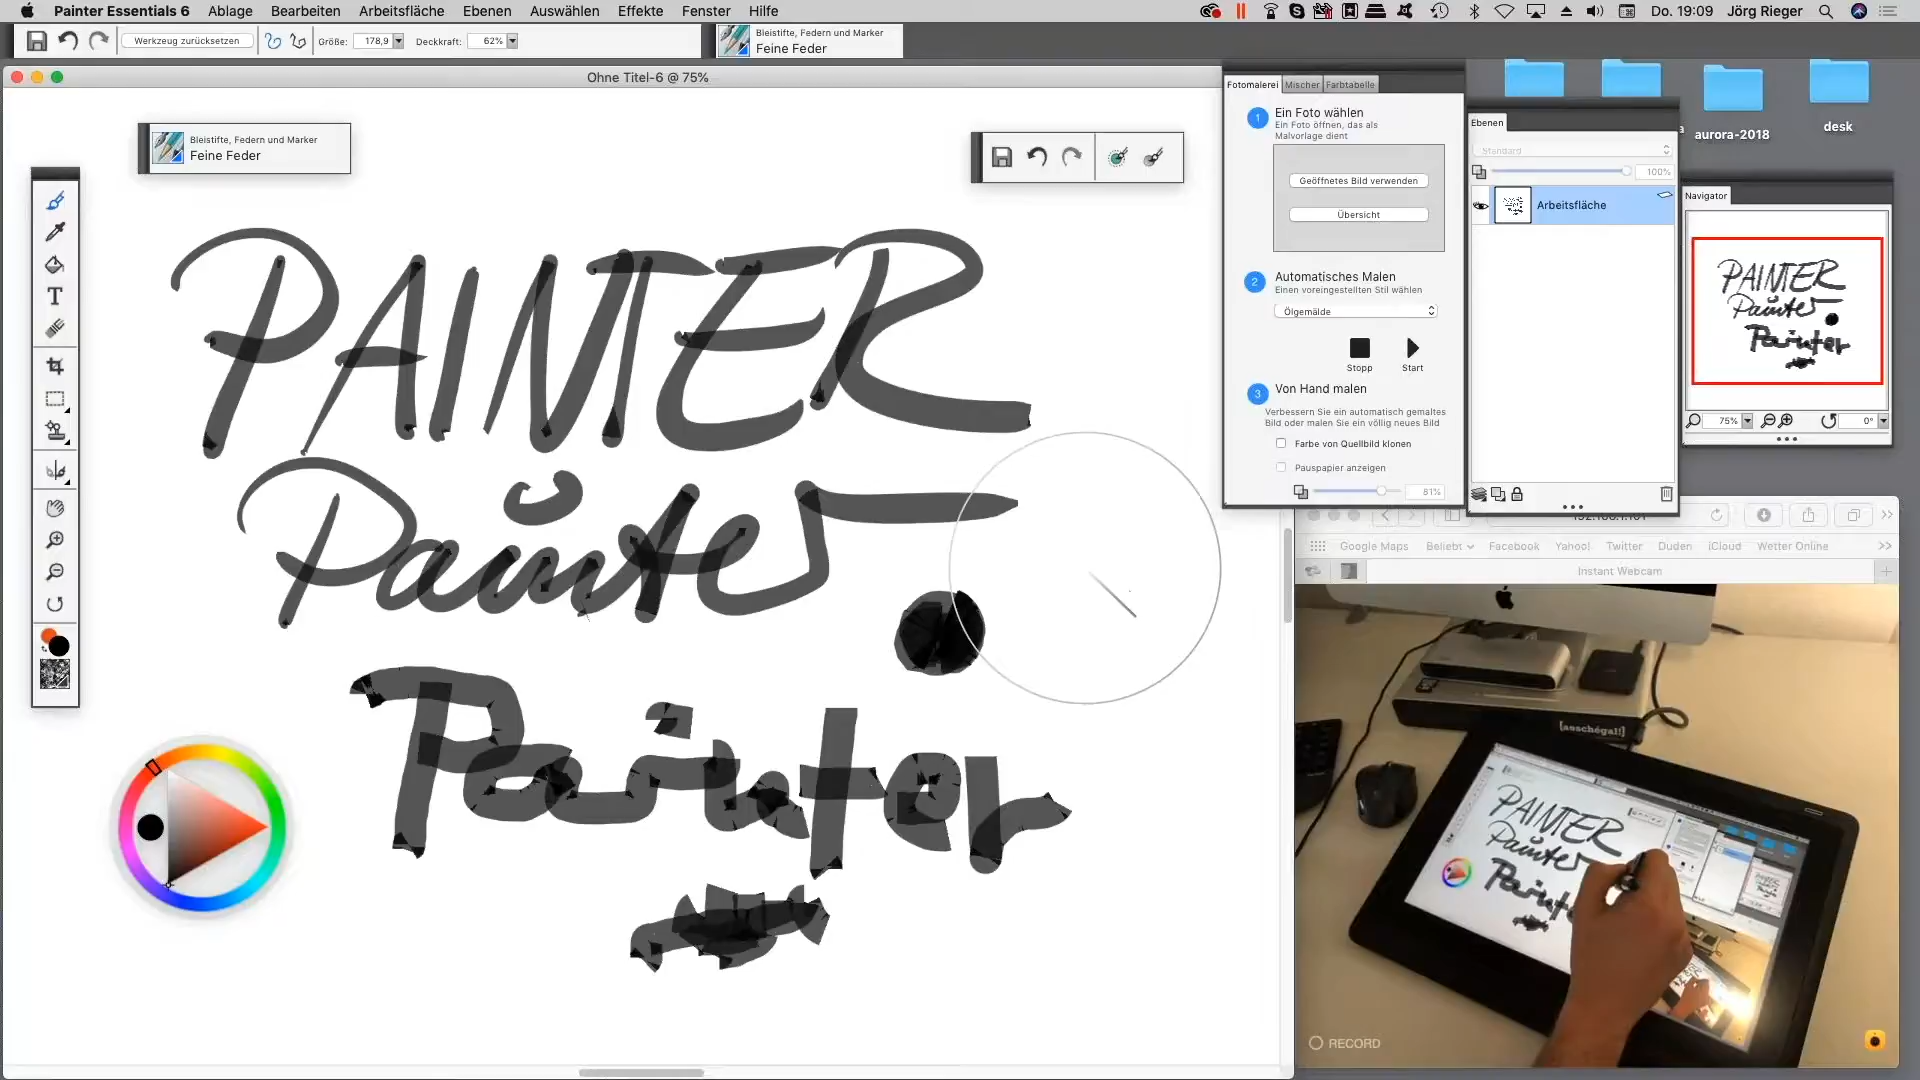 Painter Essentials 6 Ablage Bearbeiten Arbeitsfläche Ebenen Auswählen Effekte Fenster Hilfe Do. 19:09 Jörg Rieger
Werkzeug zurücksetzen Größe: 178,9 Deckkraft: 62%
Bleistifte, Federn und Marker
Feine Feder
Ohne Titel-6 @ 75%
Bleistifte, Federn und Marker
Feine Feder
T
PAINTER
Painter
Painter
Fotomalerei Mischer Farbtabelle
1 Ein Foto wählen
Ein Foto öffnen, das als
Malvorlage dient
Geöffnetes Bild verwenden
Übersicht
2 Automatisches Malen
Einen voreingestellten Stil wählen
Ölgemälde
Stopp Start
3 Von Hand malen
Verbessern Sie ein automatisch gemaltes
Bild oder malen Sie ein völlig neues Bild
Farbe von Quellbild klonen
Pauspapier anzeigen
81%
Ebenen
Standard
100%
Arbeitsfläche
aurora-2018
desk
Navigator
PAINTER
Painter
Painter
75% 0°
Google Maps Beliebt Facebook Yahoo! Twitter Duden iCloud Wetter Online
Instant Webcam
[asschégal!]
PAINTER
Painter
RECORD